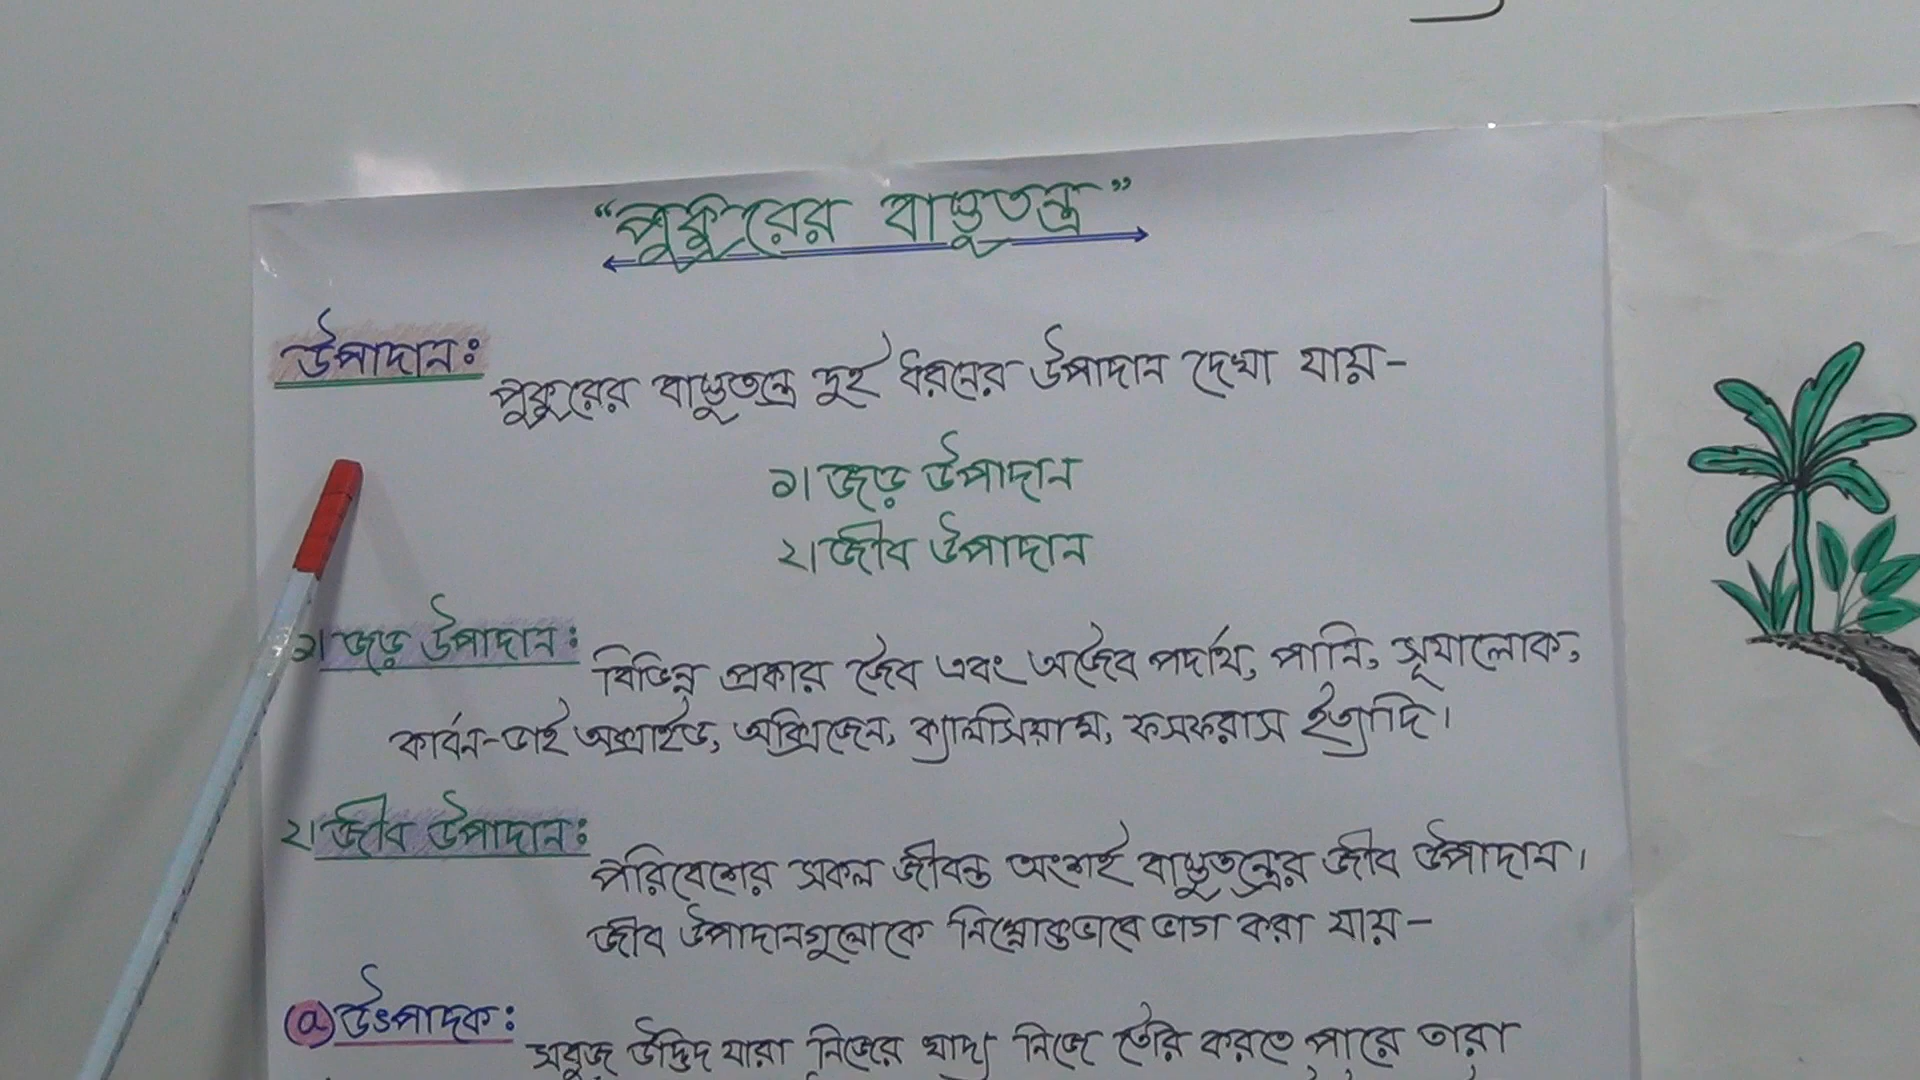 “পুকুরের বাস্তুতন্ত্র”
উপাদানঃ পুকুরের বাস্তুতন্ত্রে দুই ধরনের উপাদান দেখা যায়-
১। জড় উপাদান
২। জীব উপাদান
১। জড় উপাদানঃ বিভিন্ন প্রকার জৈব এবং অজৈব পদার্থ, পানি, সূর্যালোক,
কার্বন-ডাই অক্সাইড, অক্সিজেন, ক্যালসিয়াম, ফসফরাস ইত্যাদি।
২। জীব উপাদানঃ পরিবেশের সকল জীবন্ত অংশই বাস্তুতন্ত্রের জীব উপাদান।
জীব উপাদানগুলোকে নিম্নোক্তভাবে ভাগ করা যায়-
a উৎপাদক: সবুজ উদ্ভিদ যারা নিজের খাদ্য নিজে তৈরি করতে পারে তারা